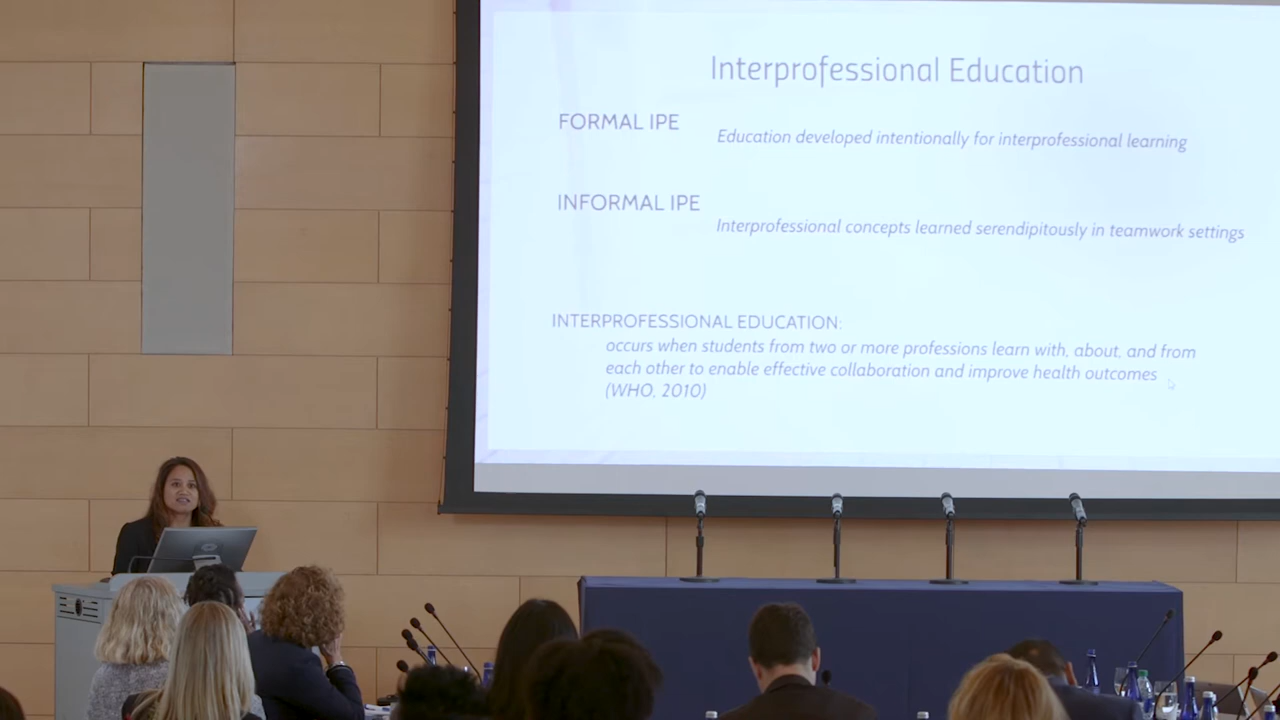 Interprofessional Education
FORMAL IPE
Education developed intentionally for interprofessional learning
INFORMAL IPE
Interprofessional concepts learned serendipitously in teamwork settings
INTERPROFESSIONAL EDUCATION:
occurs when students from two or more professions learn with, about, and from
each other to enable effective collaboration and improve health outcomes
(WHO, 2010)